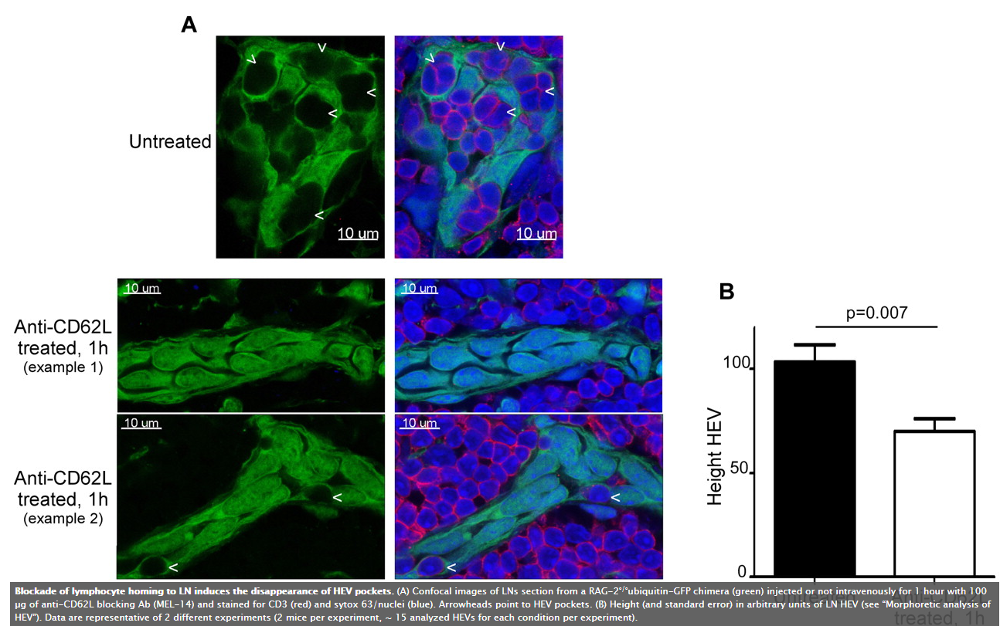 A
Untreated
10 um
10 um
Anti-CD62L
treated, 1h
(example 1)
10 um
10 um
Anti-CD62L
treated, 1h
(example 2)
10 um
10 um
B
p=0.007
Height HEV
100
50
0
Untreated
Anti-CD62L
treated, 1h
Blockade of lymphocyte homing to LN induces the disappearance of HEV pockets. (A) Confocal images of LNs section from a RAG-2°/°ubiquitin-GFP chimera (green) injected or not intravenously for 1 hour with 100
µg of anti-CD62L blocking Ab (MEL-14) and stained for CD3 (red) and sytox 63/nuclei (blue). Arrowheads point to HEV pockets. (B) Height (and standard error) in arbitrary units of LN HEV (see “Morphoretic analysis of
HEV”). Data are representative of 2 different experiments (2 mice per experiment, ~ 15 analyzed HEVs for each condition per experiment).